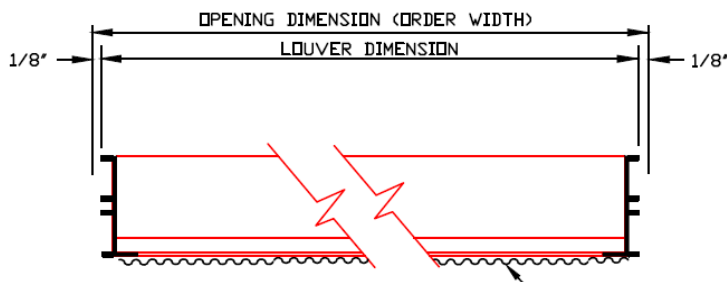 OPENING DIMENSION (ORDER WIDTH)
LOUVER DIMENSION
1/8"
1/8"